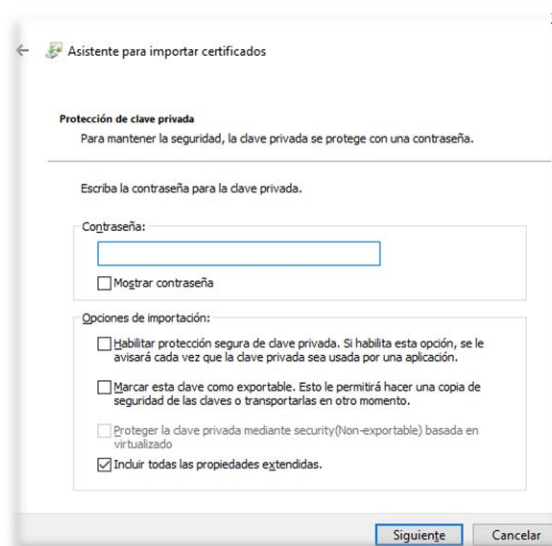 Asistente para importar certificados
Protección de clave privada
Para mantener la seguridad, la clave privada se protege con una contraseña.
Escriba la contraseña para la clave privada.
Contraseña:
Mostrar contraseña
Opciones de importación:
Habilitar protección segura de clave privada. Si habilita esta opción, se le
avisará cada vez que la clave privada sea usada por una aplicación.
Marcar esta clave como exportable. Esto le permitirá hacer una copia de
seguridad de las claves o transportarlas en otro momento.
Proteger la clave privada mediante security(Non-exportable) basada en
virtualizado
Incluir todas las propiedades extendidas.
Siguiente Cancelar